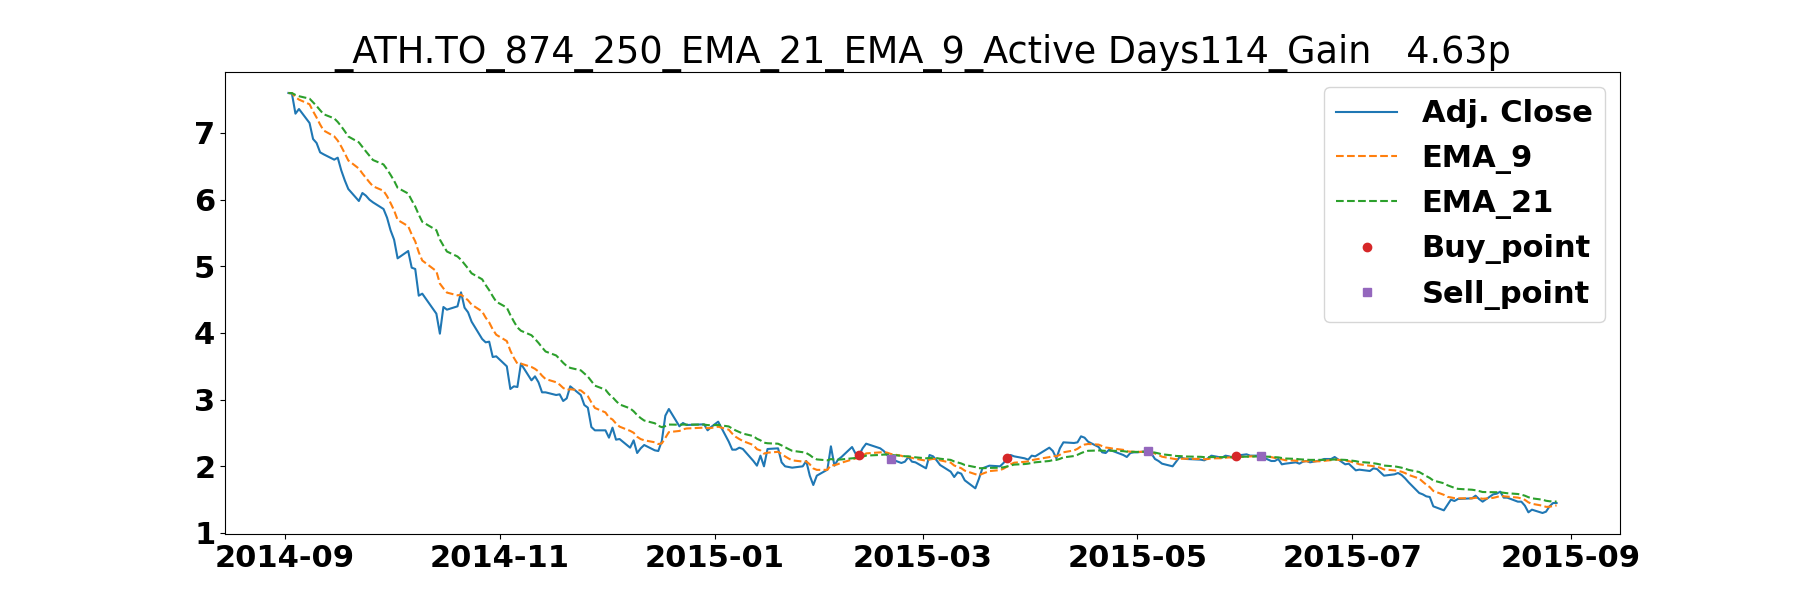 _ATH.TO_874_250_EMA_21_EMA_9_Active Days114_Gain   4.63p
Adj. Close
EMA_9
EMA_21
Buy_point
Sell_point
7
6
5
4
3
2
1
2014-09 2014-11 2015-01 2015-03 2015-05 2015-07 2015-09